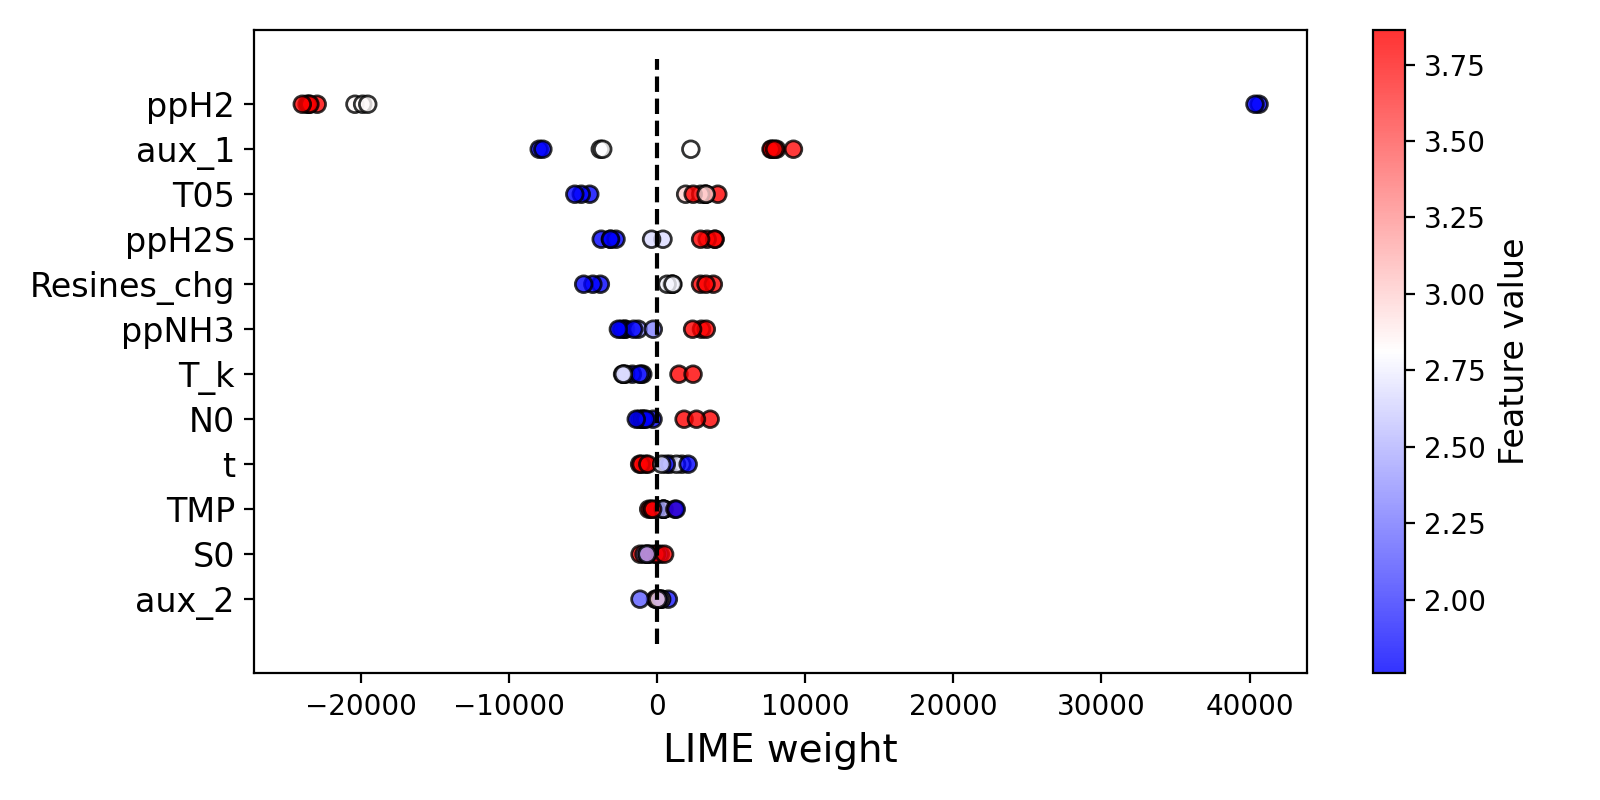 ppH2
aux_1
T05
ppH2S
Resines_chg
ppNH3
T_k
N0
t
TMP
S0
aux_2
−20000
−10000
0
10000
20000
30000
40000
LIME weight
3.75
3.50
3.25
3.00
2.75
2.50
2.25
2.00
Feature value